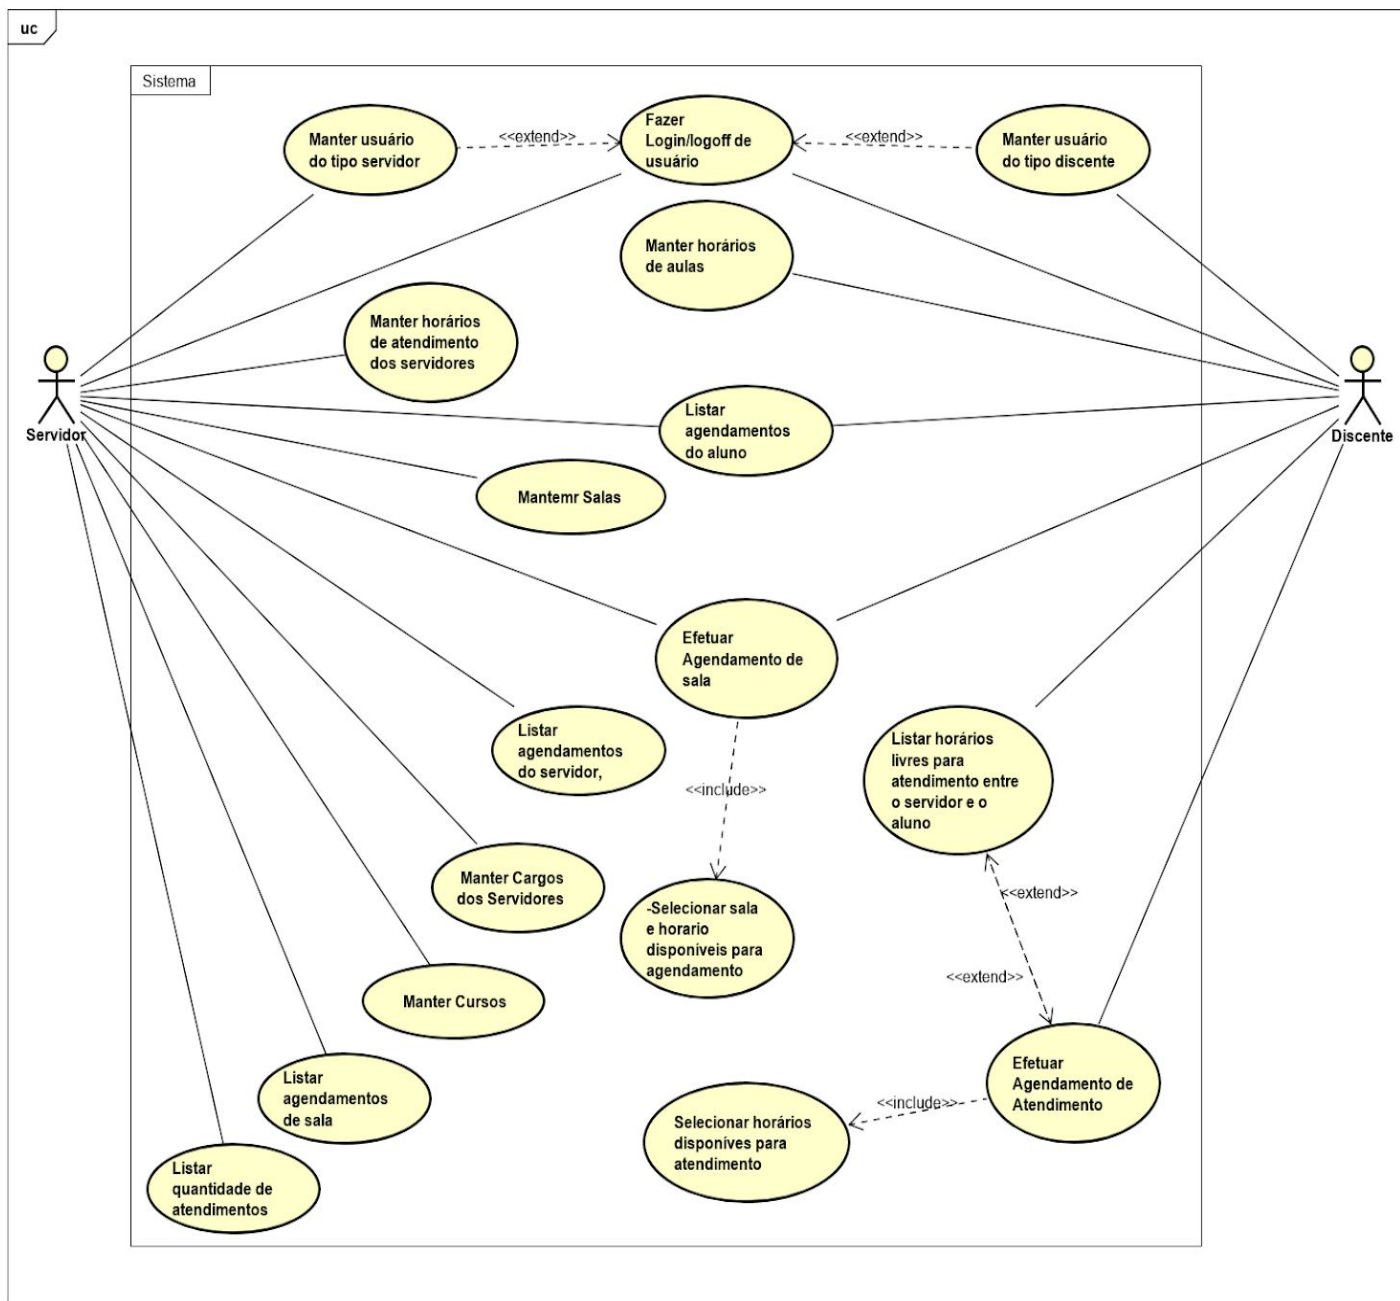 uc
Sistema
Manter usuário
do tipo servidor
<<extend>>
Fazer
Login/logoff de
usuário
<<extend>>
Manter usuário
do tipo discente
Manter horários
de aulas
Manter horários
de atendimento
dos servidores
Servidor
Listar
agendamentos
do aluno
Discente
Mantemr Salas
Efetuar
Agendamento de
sala
Listar
agendamentos
do servidor,
Listar horários
livres para
atendimento entre
o servidor e o
aluno
<<include>>
Manter Cargos
dos Servidores
<<extend>>
-Selecionar sala
e horario
disponíveis para
agendamento
<<extend>>
Manter Cursos
Efetuar
Agendamento de
Atendimento
Listar
agendamentos
de sala
<<include>>
Selecionar horários
disponíves para
atendimento
Listar
quantidade de
atendimentos